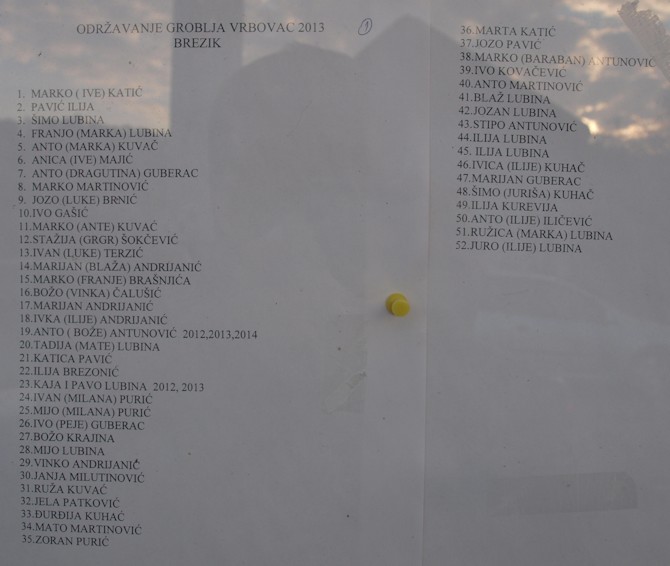 ODRŽAVANJE GROBLJA VRBOVAC 2013
BREZIK
1
1. MARKO ( IVE) KATIĆ
2. PAVIĆ ILIJA
3. ŠIMO LUBINA
4. FRANJO (MARKA) LUBINA
5. ANTO (MARKA) KUVAČ
6. ANICA (IVE) MAJIĆ
7. ANTO (DRAGUTINA) GUBERAC
8. MARKO MARTINOVIĆ
9. JOZO (LUKE) BRNIĆ
10.IVO GAŠIĆ
11.MARKO (ANTE) KUVAĆ
12.STAŽIJA (GRGR) ŠOKČEVIĆ
13.IVAN (LUKE) TERZIĆ
14.MARIJAN (BLAŽA) ANDRIJANIĆ
15.MARKO (FRANJE) BRAŠNJIĆA
16.BOŽO (VINKA) ČALUŠIĆ
17.MARIJAN ANDRIJANIĆ
18.IVKA (ILIJE) ANDRIJANIĆ
19.ANTO ( BOŽE) ANTUNOVIĆ 2012,2013,2014
20.TADIJA (MATE) LUBINA
21.KATICA PAVIĆ
22.ILIJA BREZONIĆ
23.KAJA I PAVO LUBINA 2012, 2013
24.IVAN (MILANA) PURIĆ
25.MIJO (MILANA) PURIĆ
26.IVO (PEJE) GUBERAC
27.BOŽO KRAJINA
28.MIJO LUBINA
29.VINKO ANDRIJANIČ
30.JANJA MILUTINOVIĆ
31.RUŽA KUVAČ
32.JELA PATKOVIĆ
33.ĐURĐIJA KUHAĆ
34.MATO MARTINOVIĆ
35.ZORAN PURIĆ
36.MARTA KATIĆ
37.JOZO PAVIĆ
38.MARKO (BARABAN) ANTUNOVIĆ
39.IVO KOVAČEVIĆ
40.ANTO MARTINOVIĆ
41.BLAŽ LUBINA
42.JOZAN LUBINA
43.STIPO ANTUNOVIĆ
44.ILIJA LUBINA
45. ILIJA LUBINA
46.IVICA (ILIJE) KUHAČ
47.MARIJAN GUBERAC
48.ŠIMO (JURIŠA) KUHAČ
49.ILIJA KUREVIJA
50.ANTO (ILIJE) ILIČEVIĆ
51.RUŽICA (MARKA) LUBINA
52.JURO (ILIJE) LUBINA